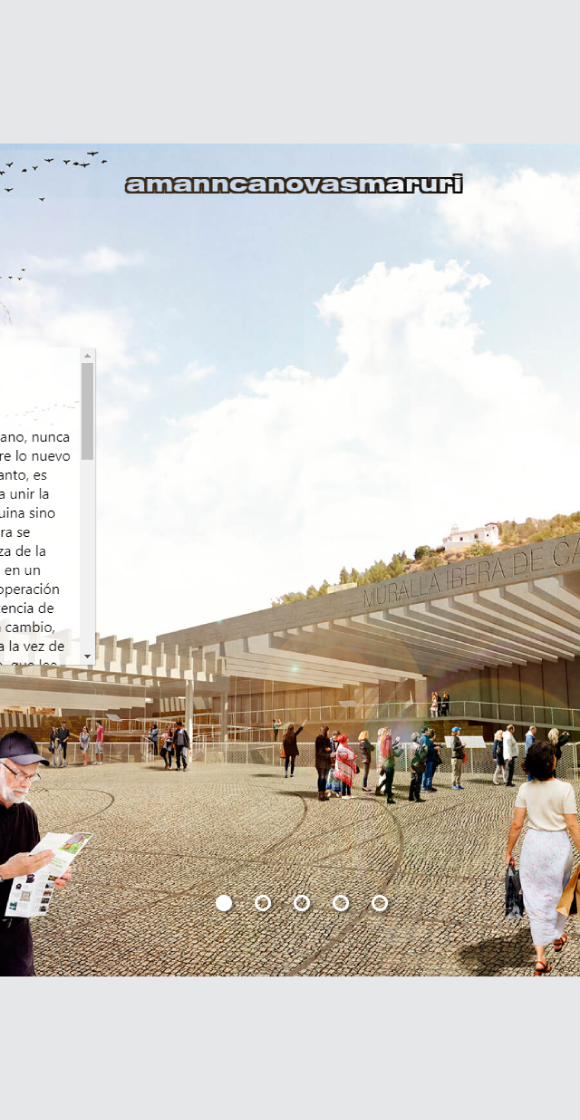 amanncanovasmaruri
ano, nunca
re lo nuevo
anto, es
a unir la
uina sino
ra se
za de la
en un
operación
encia de
cambio,
a la vez de
MURALLA IBERA DE CA